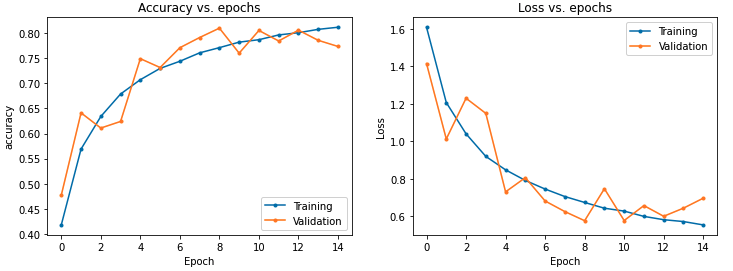 Accuracy vs. epochs
accuracy
0.80
0.75
0.70
0.65
0.60
0.55
0.50
0.45
0.40
Training
Validation
0 2 4 6 8 10 12 14
Epoch
Loss vs. epochs
Loss
1.6
1.4
1.2
1.0
0.8
0.6
Training
Validation
0 2 4 6 8 10 12 14
Epoch